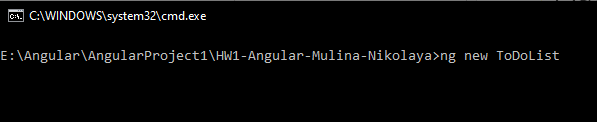 C:\WINDOWS\system32\cmd.exe
E:\Angular\AngularProject1\HW1-Angular-Mulina-Nikolaya>ng new ToDoList